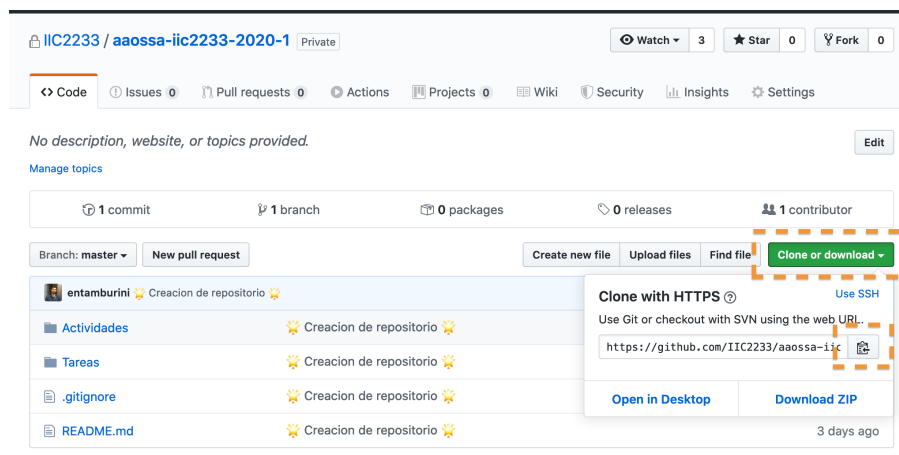 IIC2233 / aaossa-iic2233-2020-1 Private
Watch 3 Star 0 Fork 0
Code Issues 0 Pull requests 0 Actions Projects 0 Wiki Security Insights Settings
No description, website, or topics provided. Edit
Manage topics
1 commit 1 branch 0 packages 0 releases 1 contributor
Branch: master New pull request Create new file Upload files Find file Clone or download
entamburini 🌟 Creacion de repositorio 🌟
Clone with HTTPS Use SSH
Use Git or checkout with SVN using the web URL.
https://github.com/IIC2233/aaossa-iic
Open in Desktop Download ZIP
Actividades 🌟 Creacion de repositorio 🌟
Tareas 🌟 Creacion de repositorio 🌟
.gitignore 🌟 Creacion de repositorio 🌟
README.md 🌟 Creacion de repositorio 🌟 3 days ago